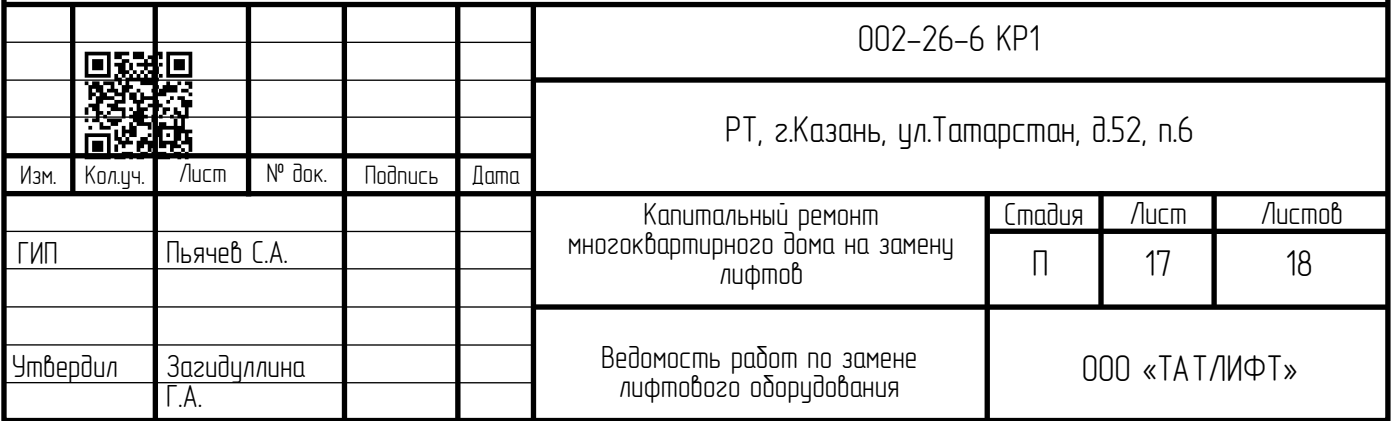 002-26-6 КР1
РТ, г.Казань, ул.Татарстан, д.52, п.6
Изм. Кол.уч. Лист № док. Подпись Дата
Капитальный ремонт
многоквартирного дома на замену
лифтов
Стадия Лист Листов
П 17 18
ГИП Пьячев С.А.
Утвердил Загидуллина
Г.А.
Ведомость работ по замене
лифтового оборудования
ООО «ТАТЛИФТ»